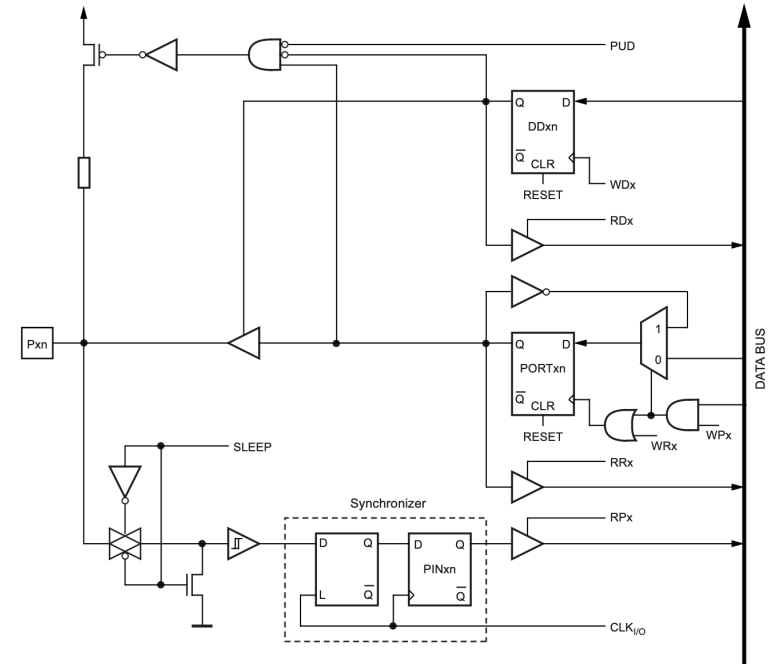 PUD
Q D
DDxn
Q CLR
RESET
WDx
RDx
1
Pxn
Q D
0
PORTxn
Q CLR
RESET
WRx
WPx
DATA BUS
SLEEP
RRx
Synchronizer
RPx
D Q
D Q
PINxn
L Q
Q
CLKI/O